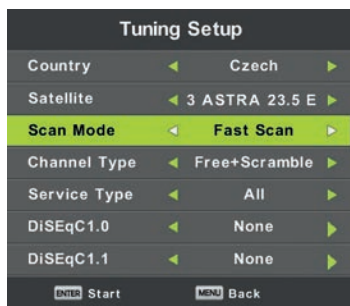 Tuning Setup
Country Czech
Satellite 3 ASTRA 23.5 E
Scan Mode Fast Scan
Channel Type Free+Scramble
Service Type All
DiSEqC1.0 None
DiSEqC1.1 None
ENTER Start MENU Back